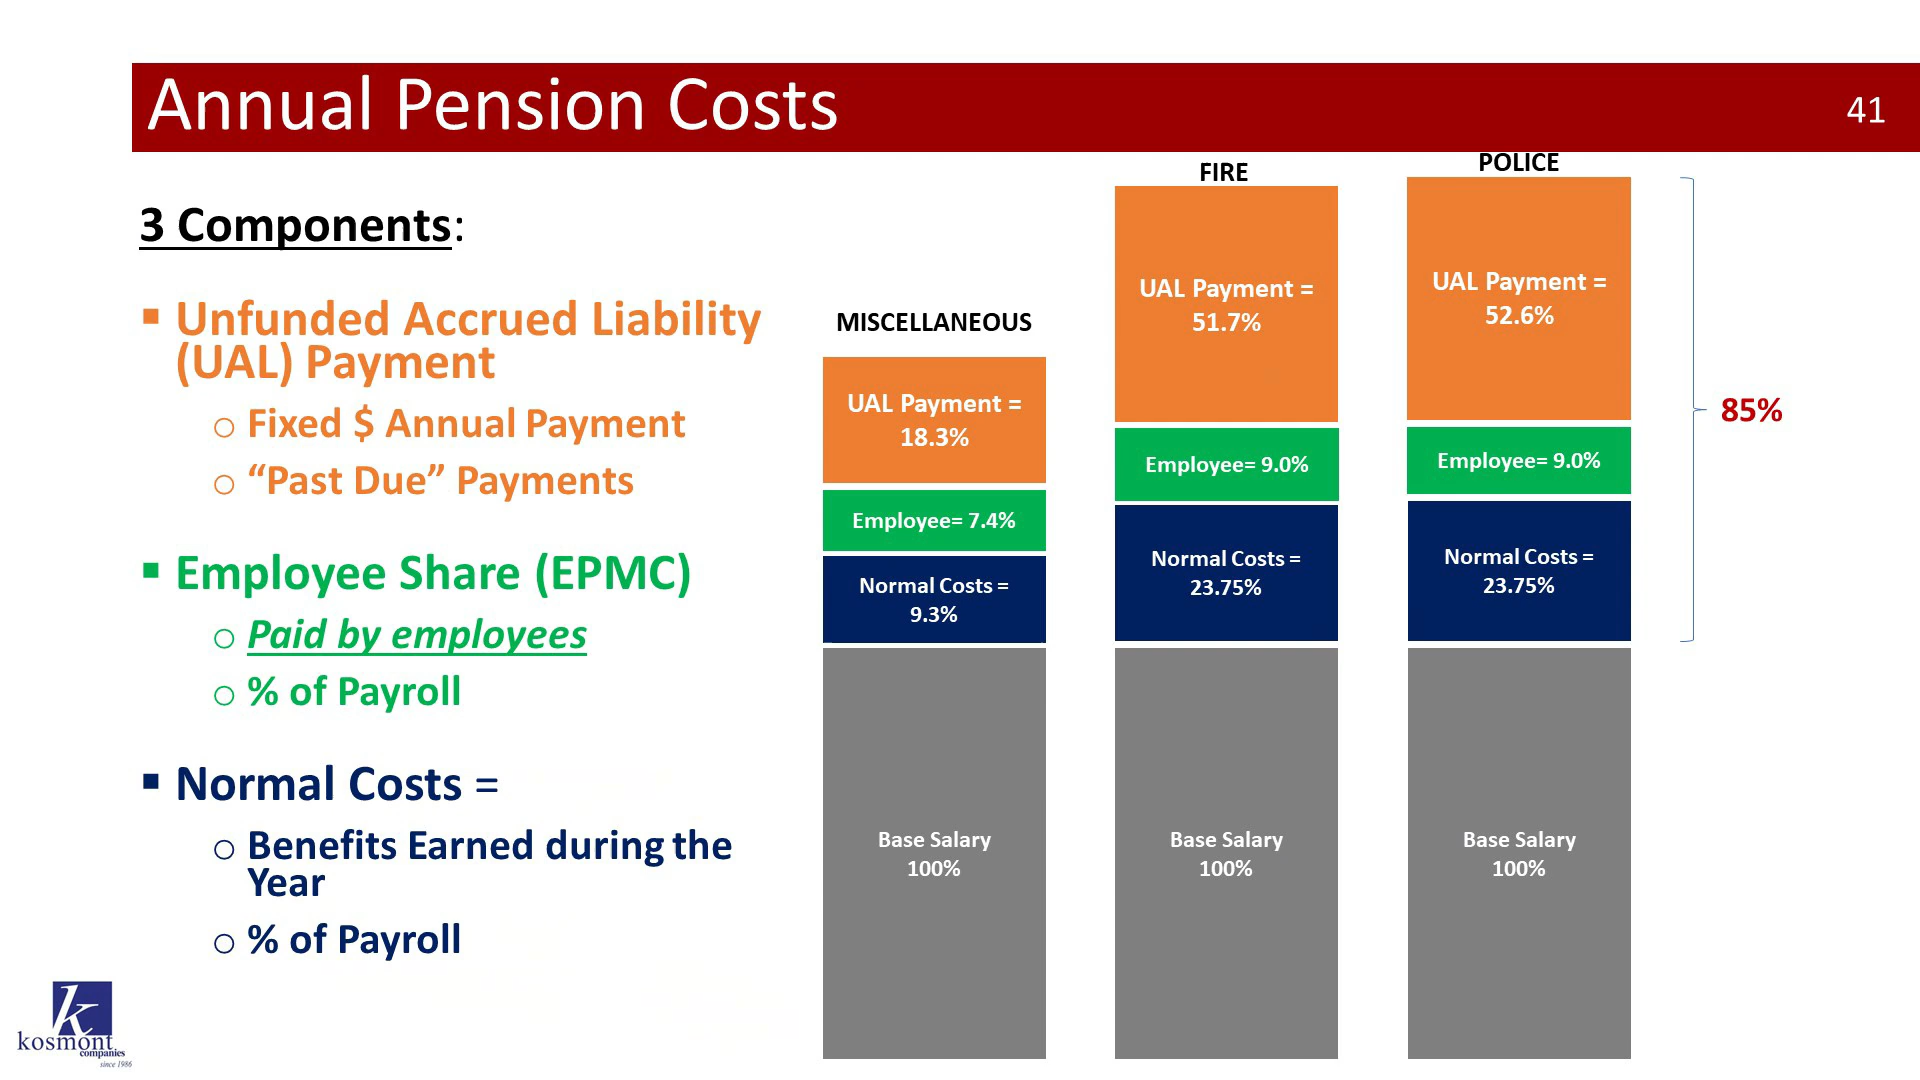 Annual Pension Costs
41
3 Components:
▪ Unfunded Accrued Liability
(UAL) Payment
o Fixed $ Annual Payment
o “Past Due” Payments
▪ Employee Share (EPMC)
o Paid by employees
o % of Payroll
▪ Normal Costs =
o Benefits Earned during the
Year
o % of Payroll
MISCELLANEOUS
UAL Payment =
18.3%
Employee= 7.4%
Normal Costs =
9.3%
Base Salary
100%
FIRE
UAL Payment =
51.7%
Employee= 9.0%
Normal Costs =
23.75%
Base Salary
100%
POLICE
UAL Payment =
52.6%
Employee= 9.0%
Normal Costs =
23.75%
Base Salary
100%
85%
k
kosmont
companies
since 1986